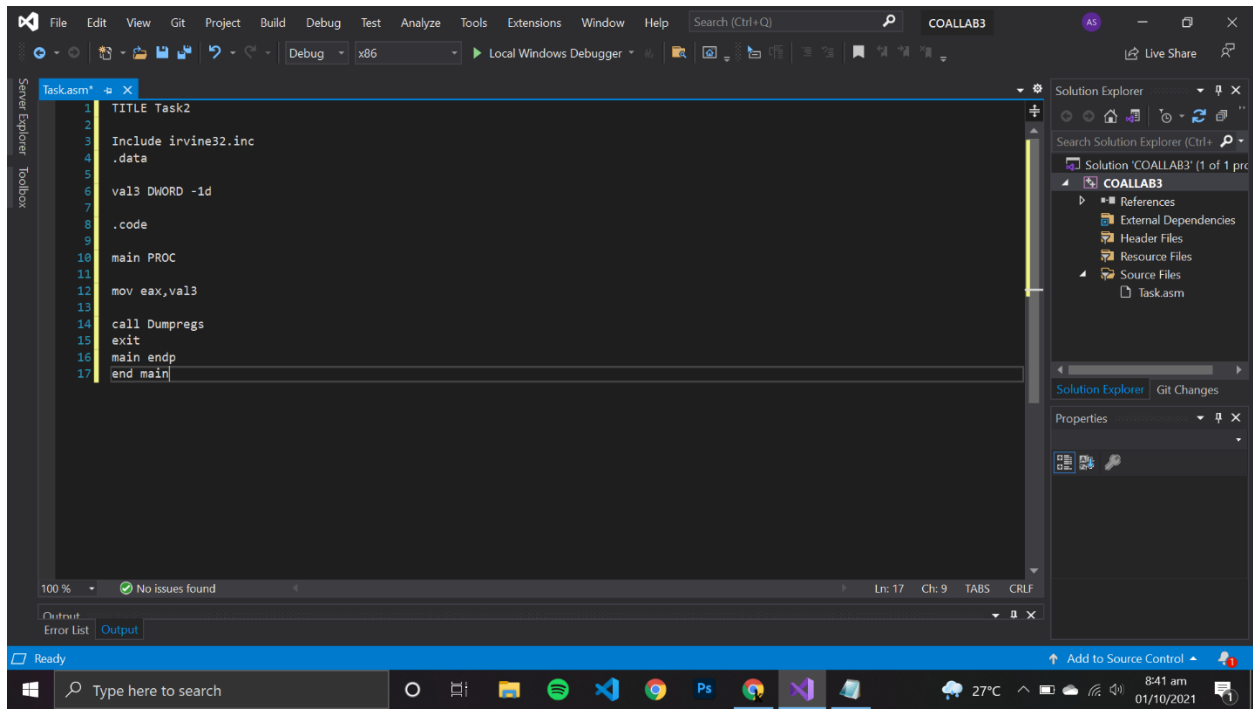 File Edit View Git Project Build Debug Test Analyze Tools Extensions Window Help Search (Ctrl+Q) COALLAB3 AS
Debug x86 Local Windows Debugger Live Share
Server Explorer
Toolbox
Task.asm*
1 TITLE Task2
2
3 Include irvine32.inc
4 .data
5
6 val3 DWORD -1d
7
8 .code
9
10 main PROC
11
12 mov eax,val3
13
14 call Dumpregs
15 exit
16 main endp
17 end main
100 % No issues found Ln: 17 Ch: 9 TABS CRLF
Output
Error List Output
Solution Explorer
Search Solution Explorer (Ctrl+
Solution 'COALLAB3' (1 of 1 pro
COALLAB3
References
External Dependencies
Header Files
Resource Files
Source Files
Task.asm
Solution Explorer Git Changes
Properties
Ready Add to Source Control 1
Type here to search Ps 27°C 8:41 am
01/10/2021 1